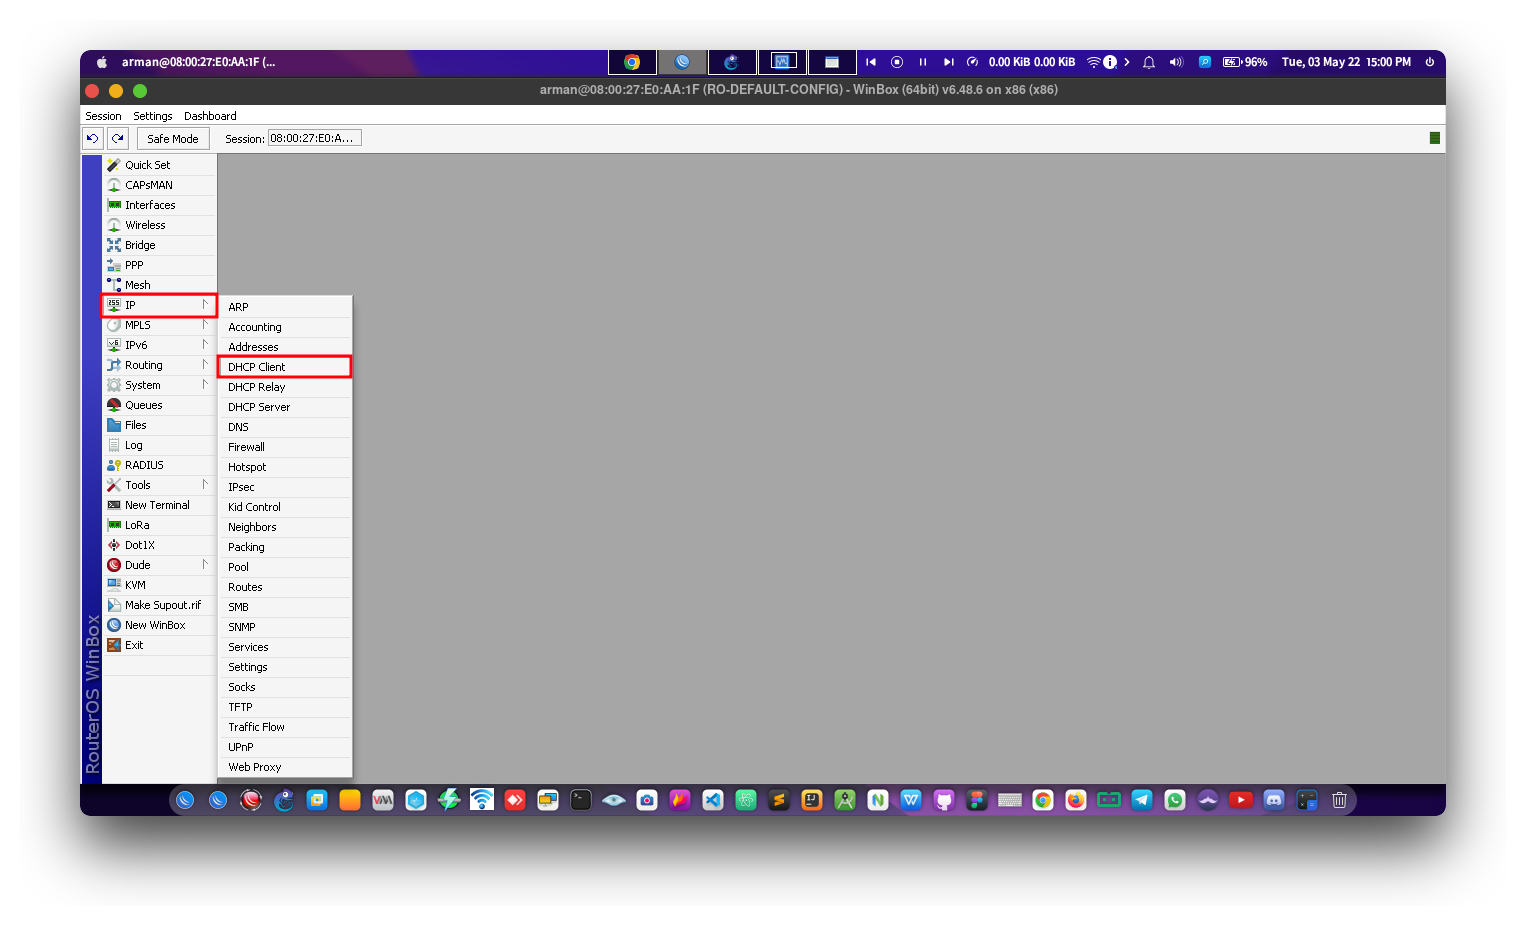 arman@08:00:27:E0:AA:1F (...
0.00 KiB 0.00 KiB
96%
Tue, 03 May 22 15:00 PM
arman@08:00:27:E0:AA:1F (RO-DEFAULT-CONFIG) - WinBox (64bit) v6.48.6 on x86 (x86)
Session Settings Dashboard
Safe Mode Session: 08:00:27:E0:A...
Quick Set
CAPsMAN
Interfaces
Wireless
Bridge
PPP
Mesh
IP
MPLS
IPv6
Routing
System
Queues
Files
Log
RADIUS
Tools
New Terminal
LoRa
Dot1X
Dude
KVM
Make Supout.rif
New WinBox
Exit
ARP
Accounting
Addresses
DHCP Client
DHCP Relay
DHCP Server
DNS
Firewall
Hotspot
IPsec
Kid Control
Neighbors
Packing
Pool
Routes
SMB
SNMP
Services
Settings
Socks
TFTP
Traffic Flow
UPnP
Web Proxy
RouterOS WinBox